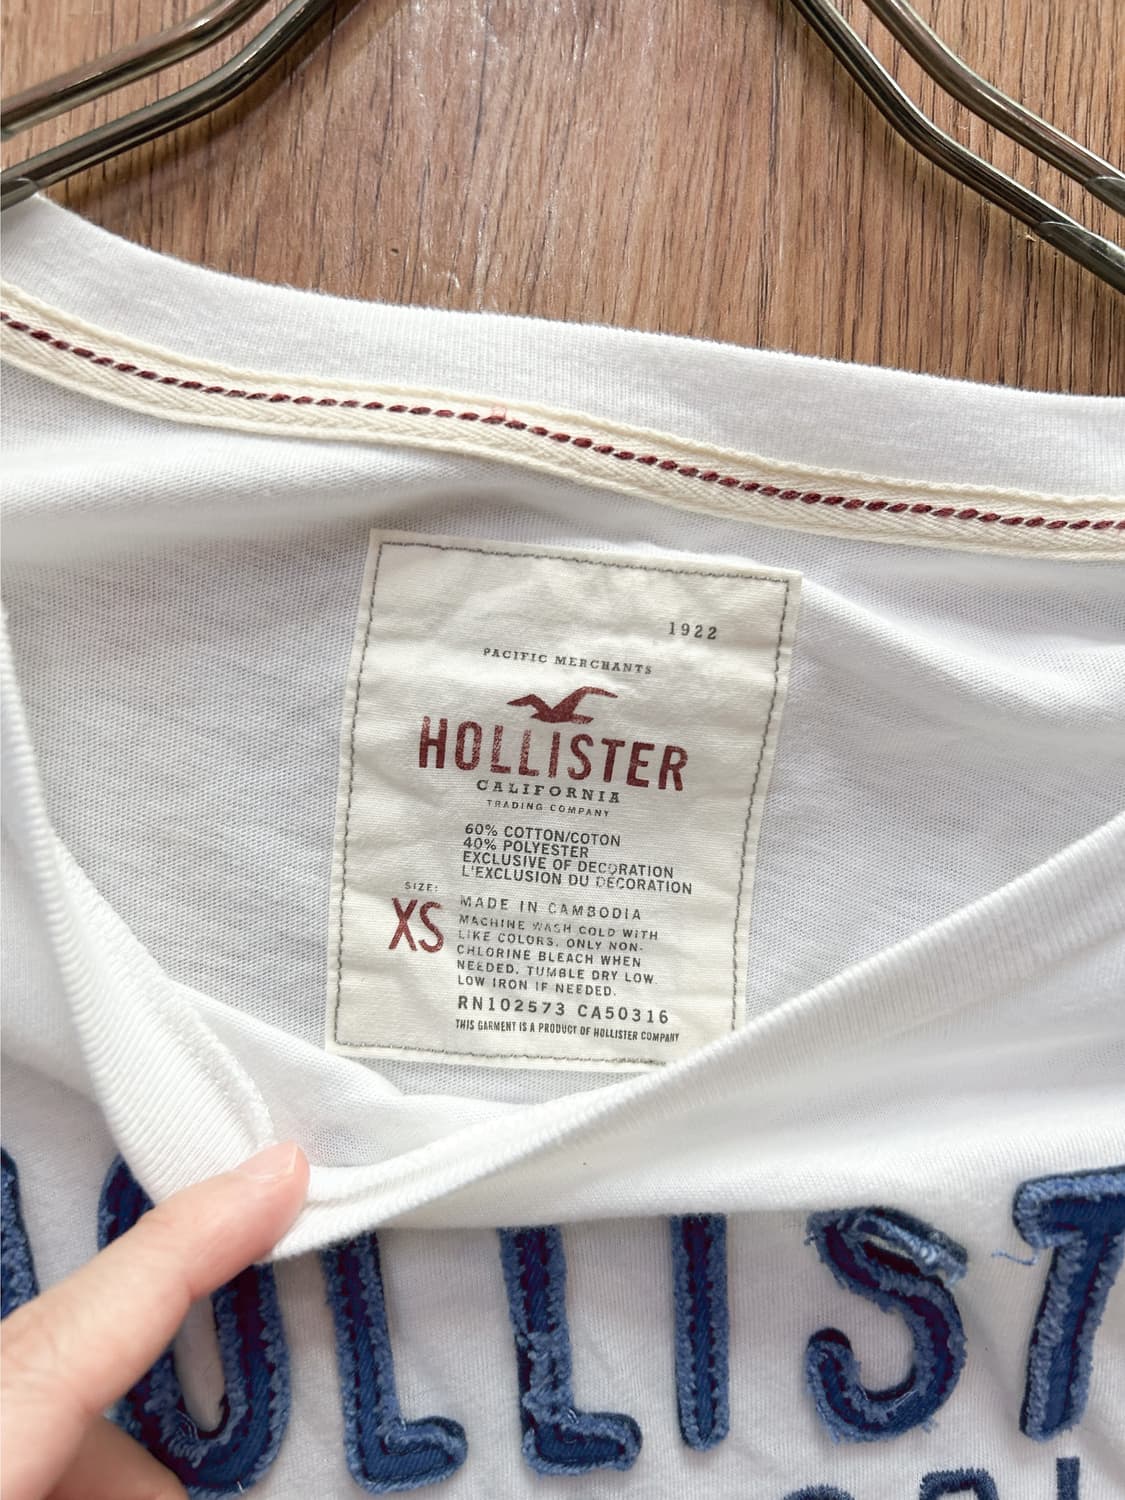 1922
PACIFIC MERCHANTS
HOLLISTER
CALIFORNIA
TRADING COMPANY
60% COTTON/COTON
40% POLYESTER
EXCLUSIVE OF DECORATION
L'EXCLUSION DU DÉCORATION
SIZE:
XS
MADE IN CAMBODIA
MACHINE WASH COLD WITH
LIKE COLORS. ONLY NON-
CHLORINE BLEACH WHEN
NEEDED. TUMBLE DRY LOW.
LOW IRON IF NEEDED.
RN102573 CA50316
THIS GARMENT IS A PRODUCT OF HOLLISTER COMPANY
OLLIST